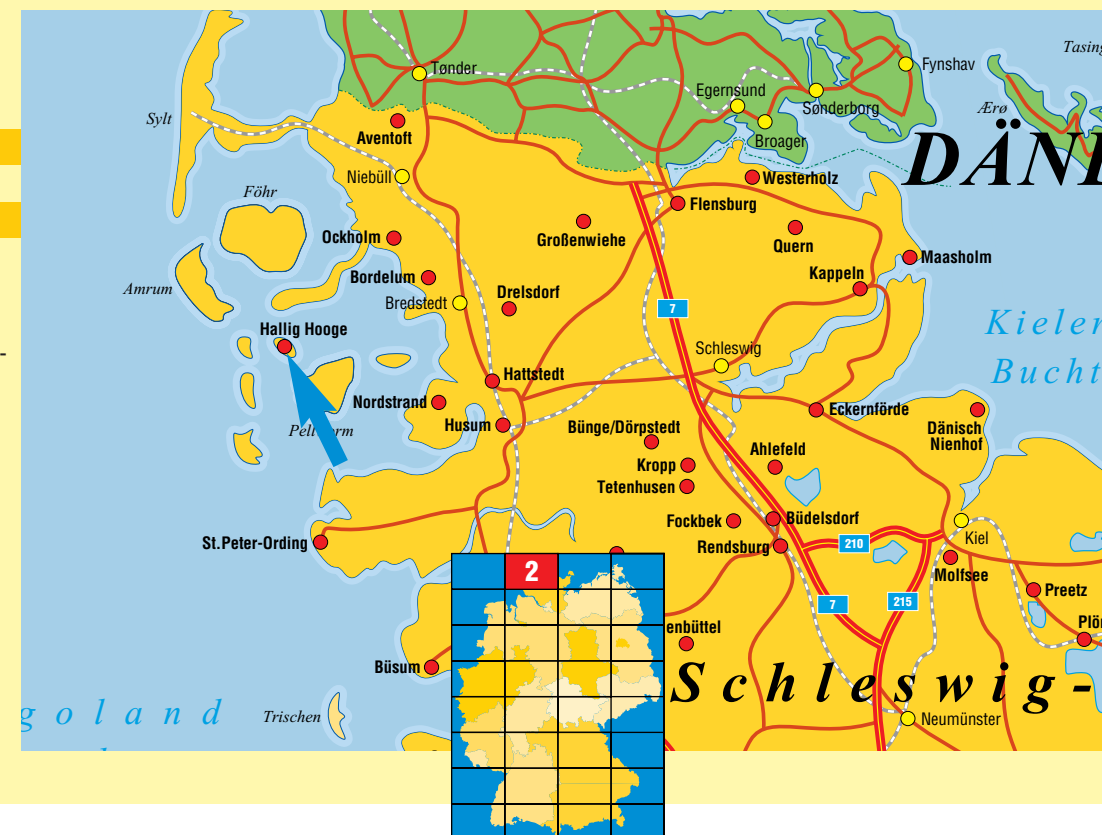 Tønder
Fynshav
Egernsund
Sønderborg
Ærø
Sylt
Aventoft
Broager
DÄN
Niebüll
Westerholz
Föhr
Flensburg
Ockholm
Großenwiehe
Quern
Maasholm
Bordelum
Kappeln
Amrum
Bredstedt
Drelsdorf
7
Kieler
Bucht
Hallig Hooge
Schleswig
Hattstedt
Nordstrand
Eckernförde
Husum
Bünge/Dörpstedt
Dänisch
Nienhof
Ahlefeld
Kropp
Tetenhusen
Fockbek
Büdelsdorf
St.Peter-Ording
Rendsburg
210
Kiel
2
Molfsee
Preetz
7
215
enbüttel
Büsum
Schleswig-
goland
Trischen
Neumünster